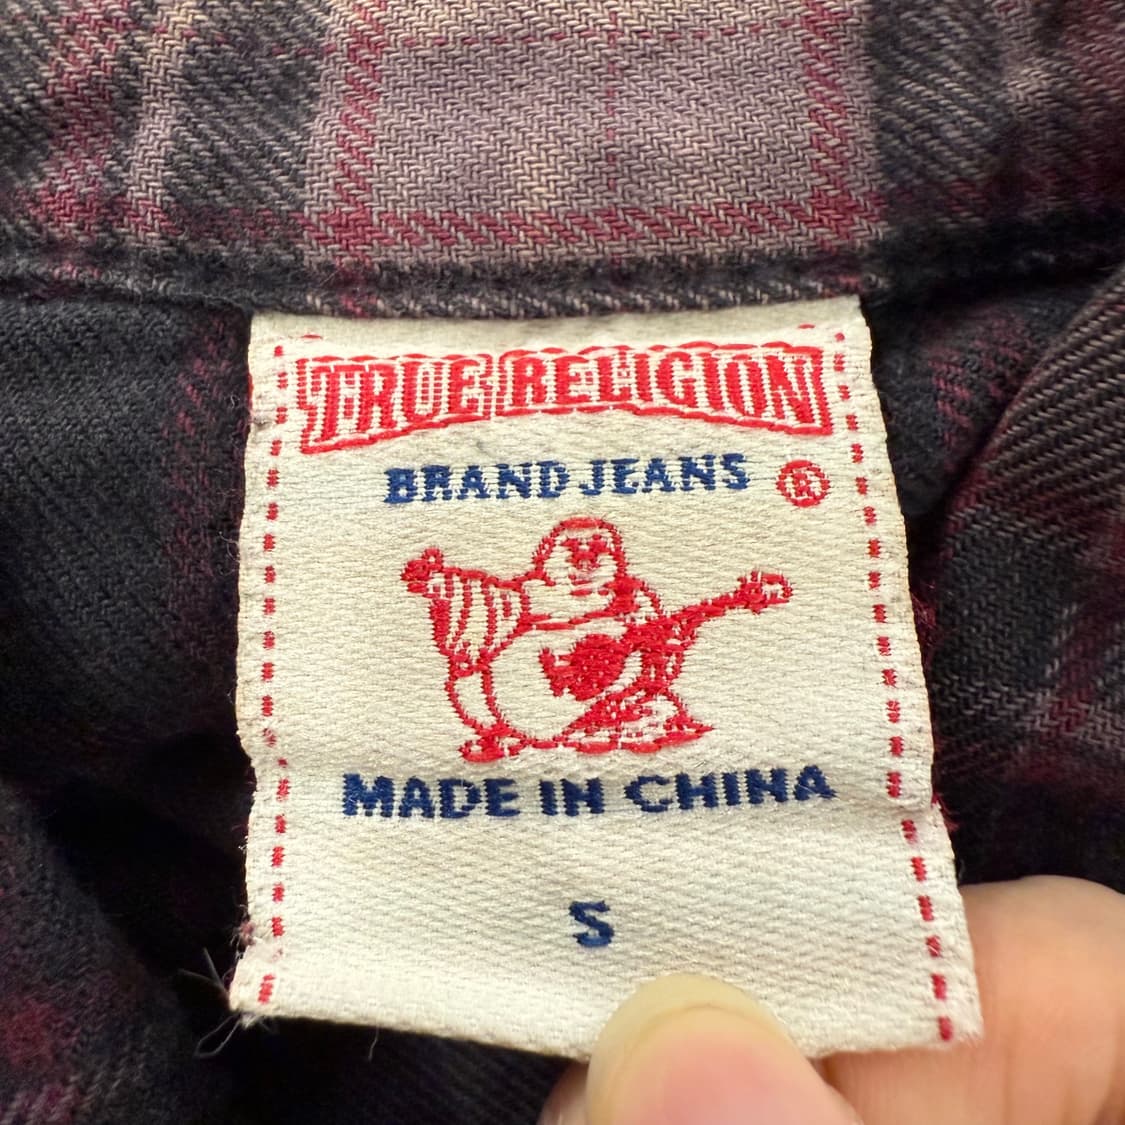 TRUE RELIGION
BRAND JEANS ®
MADE IN CHINA
S